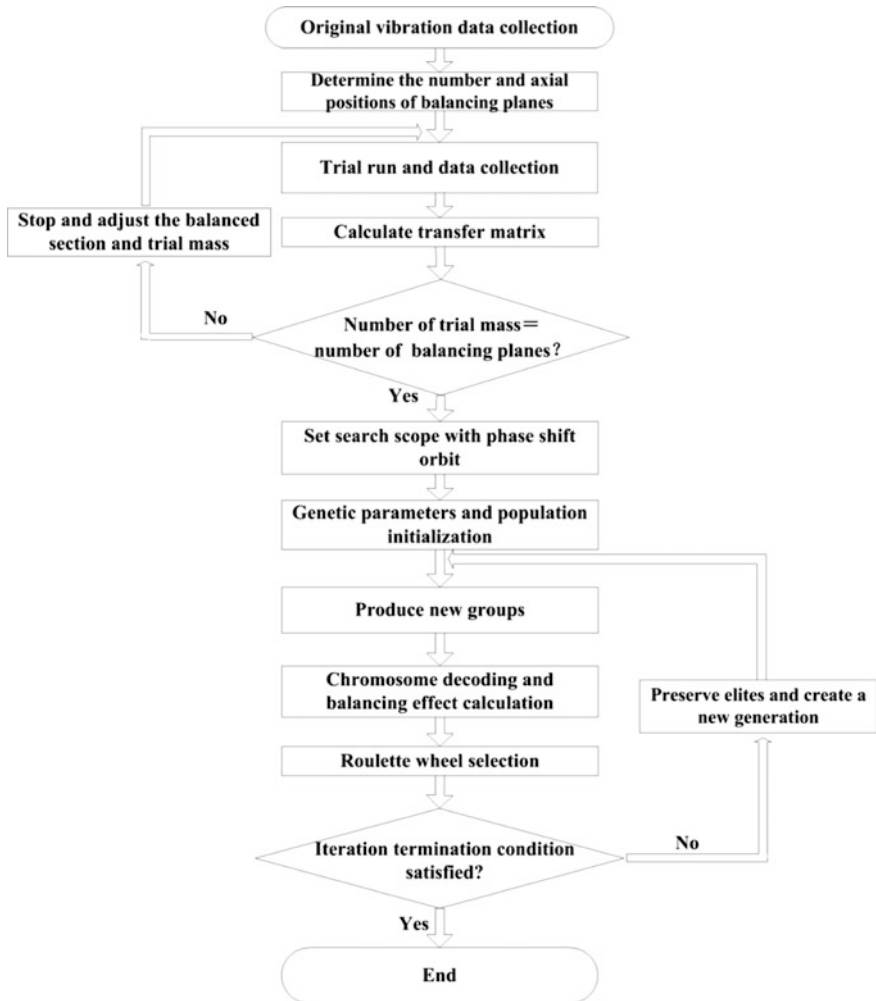 Original vibration data collection
Determine the number and axial
positions of balancing planes
Trial run and data collection
Stop and adjust the balanced
section and trial mass
Calculate transfer matrix
No
Number of trial mass＝
number of balancing planes?
Yes
Set search scope with phase shift
orbit
Genetic parameters and population
initialization
Produce new groups
Chromosome decoding and
balancing effect calculation
Preserve elites and create a
new generation
Roulette wheel selection
Iteration termination condition
satisfied?
No
Yes
End